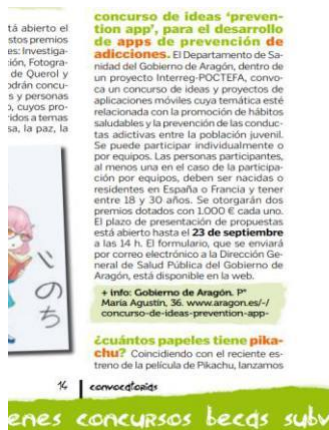 tá abierto el
stos premios
es: Investiga-
ión, Fotogra-
de Querol y
odrán concu-
s y personas
o, cuyos pro-
ridos a temas
sa, la paz, la
いのち
concurso de ideas ‘preven-
tion app’, para el desarrollo
de apps de prevención de
adicciones. El Departamento de Sa-
nidad del Gobierno de Aragón, dentro de
un proyecto Interreg-POCTEFA, convo-
ca un concurso de ideas y proyectos de
aplicaciones móviles cuya temática esté
relacionada con la promoción de hábitos
saludables y la prevención de las conduc-
tas adictivas entre la población juvenil.
Se puede participar individualmente o
por equipos. Las personas participantes,
al menos una en el caso de la participa-
ción por equipos, deben ser nacidas o
residentes en España o Francia y tener
entre 18 y 30 años. Se otorgarán dos
premios dotados con 1.000 € cada uno.
El plazo de presentación de propuestas
está abierto hasta el 23 de septiembre
a las 14 h. El formulario, que se enviará
por correo electrónico a la Dirección Ge-
neral de Salud Pública del Gobierno de
Aragón, está disponible en la web.
+ info: Gobierno de Aragón. Pº
María Agustín, 36. www.aragon.es/-/
concurso-de-ideas-prevention-app-
¿cuántos papeles tiene pika-
chu? Coincidiendo con el reciente es-
treno de la película de Pikachu, lanzamos
14 | convocatorias
enes concursos becas subv